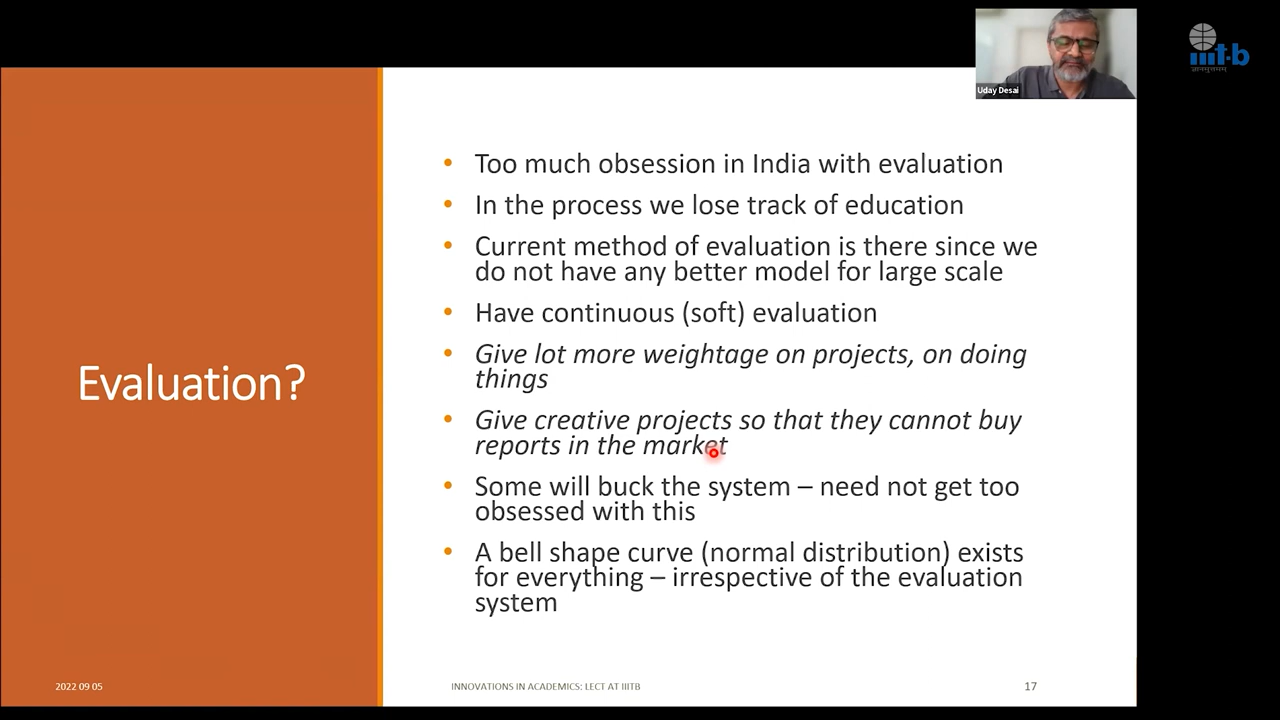 Uday Desai
iiit-b
ज्ञानमुत्तमम्
Evaluation?
• Too much obsession in India with evaluation
• In the process we lose track of education
• Current method of evaluation is there since we
do not have any better model for large scale
• Have continuous (soft) evaluation
• Give lot more weightage on projects, on doing
things
• Give creative projects so that they cannot buy
reports in the market
• Some will buck the system – need not get too
obsessed with this
• A bell shape curve (normal distribution) exists
for everything – irrespective of the evaluation
system
2022 09 05
INNOVATIONS IN ACADEMICS: LECT AT IIITB
17